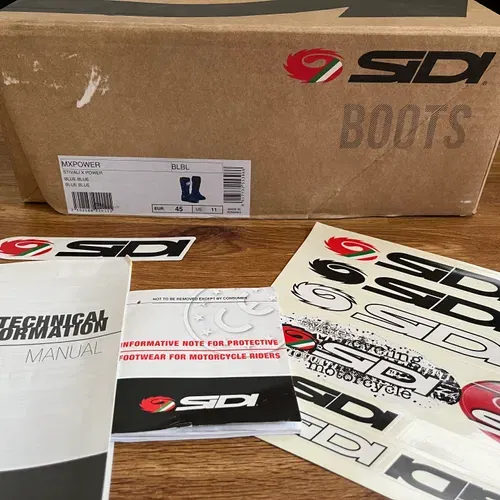 SIDI
BOOTS
MXPOWER BLBL
STIVALI X POWER
BLUE BLUE
BLUE BLUE
EUR 45 US 11
SIDI
TECHNICAL
ORMATION
MANUAL
NOT TO BE REMOVED EXCEPT BY CONSUMER
INFORMATIVE NOTE FOR PROTECTIVE
FOOTWEAR FOR MOTORCYCLE RIDERS
SIDI
SIDI
SIDI
SIDI
cycling
SIDI
motorcycle
SIDI
SIDI